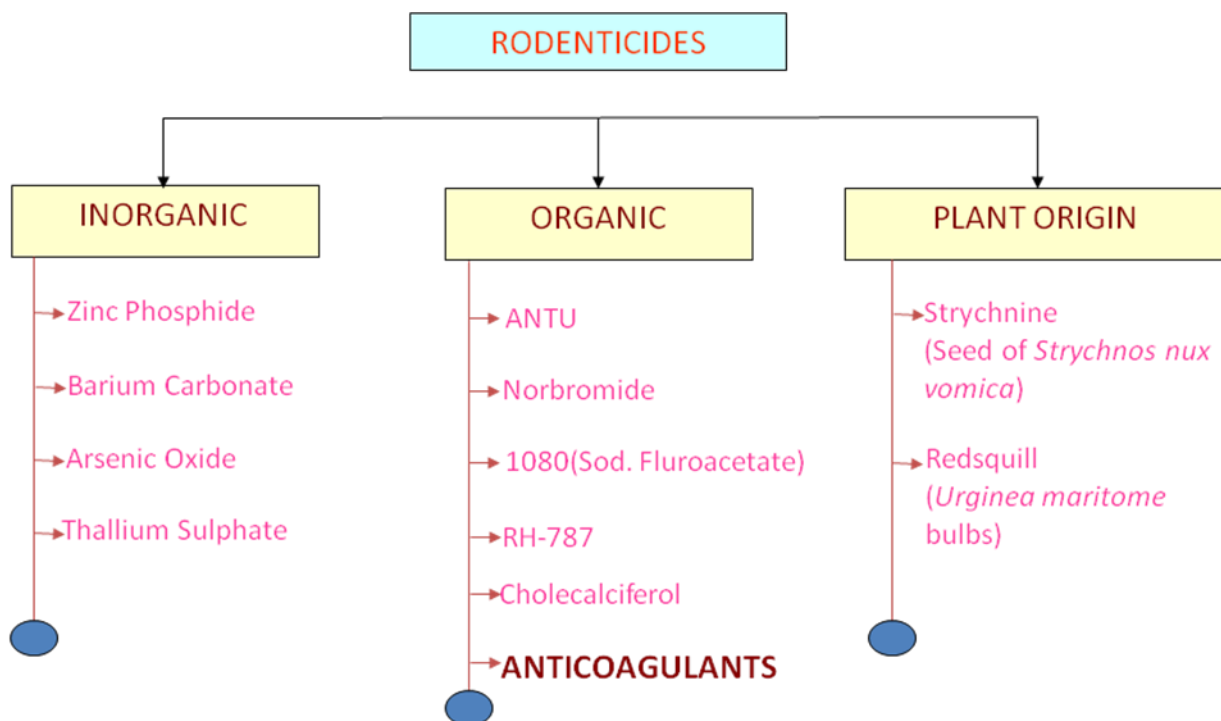 RODENTICIDES
INORGANIC
Zinc Phosphide
Barium Carbonate
Arsenic Oxide
Thallium Sulphate
ORGANIC
ANTU
Norbromide
1080(Sod. Fluroacetate)
RH-787
Cholecalciferol
ANTICOAGULANTS
PLANT ORIGIN
Strychnine
(Seed of Strychnos nux
vomica)
Redsquill
(Urginea maritome
bulbs)